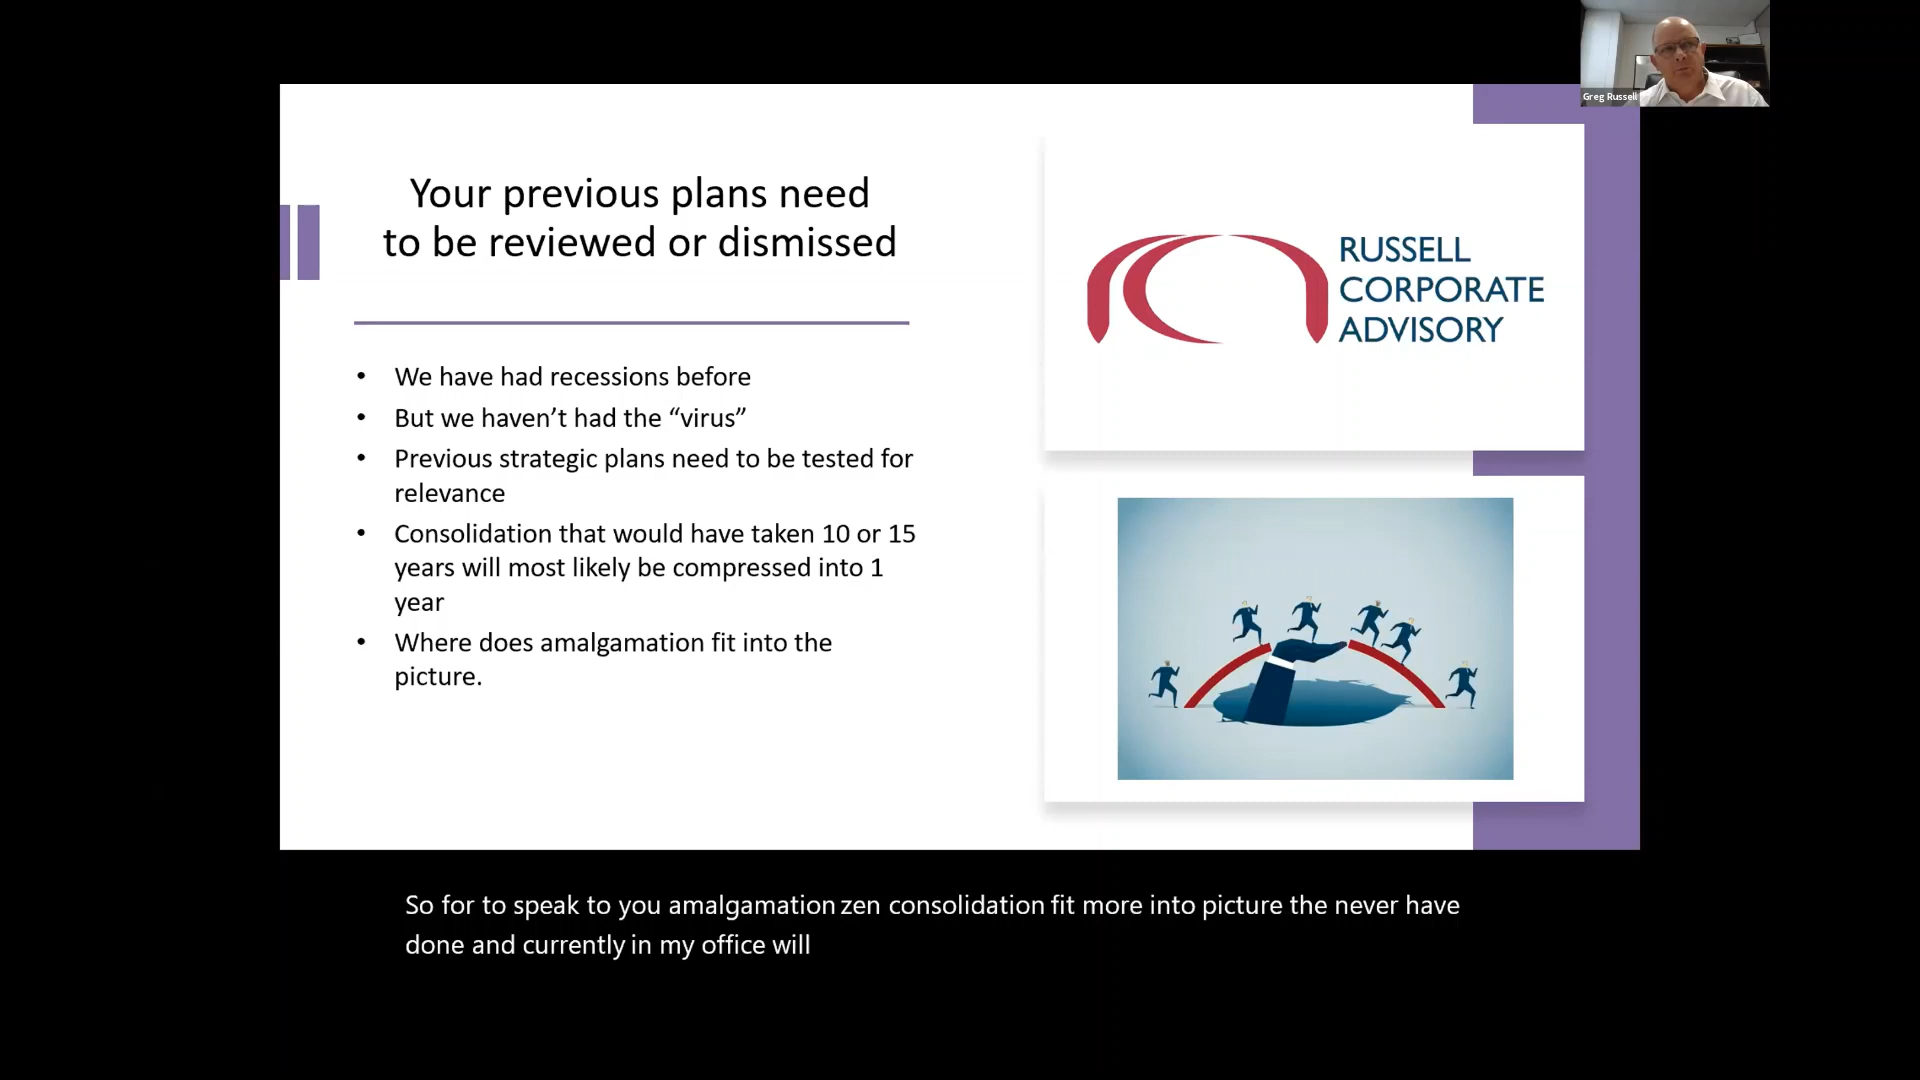 Greg Russell
Your previous plans need
to be reviewed or dismissed
• We have had recessions before
• But we haven’t had the “virus”
• Previous strategic plans need to be tested for
relevance
• Consolidation that would have taken 10 or 15
years will most likely be compressed into 1
year
• Where does amalgamation fit into the
picture.
RUSSELL
CORPORATE
ADVISORY
So for to speak to you amalgamation zen consolidation fit more into picture the never have
done and currently in my office will